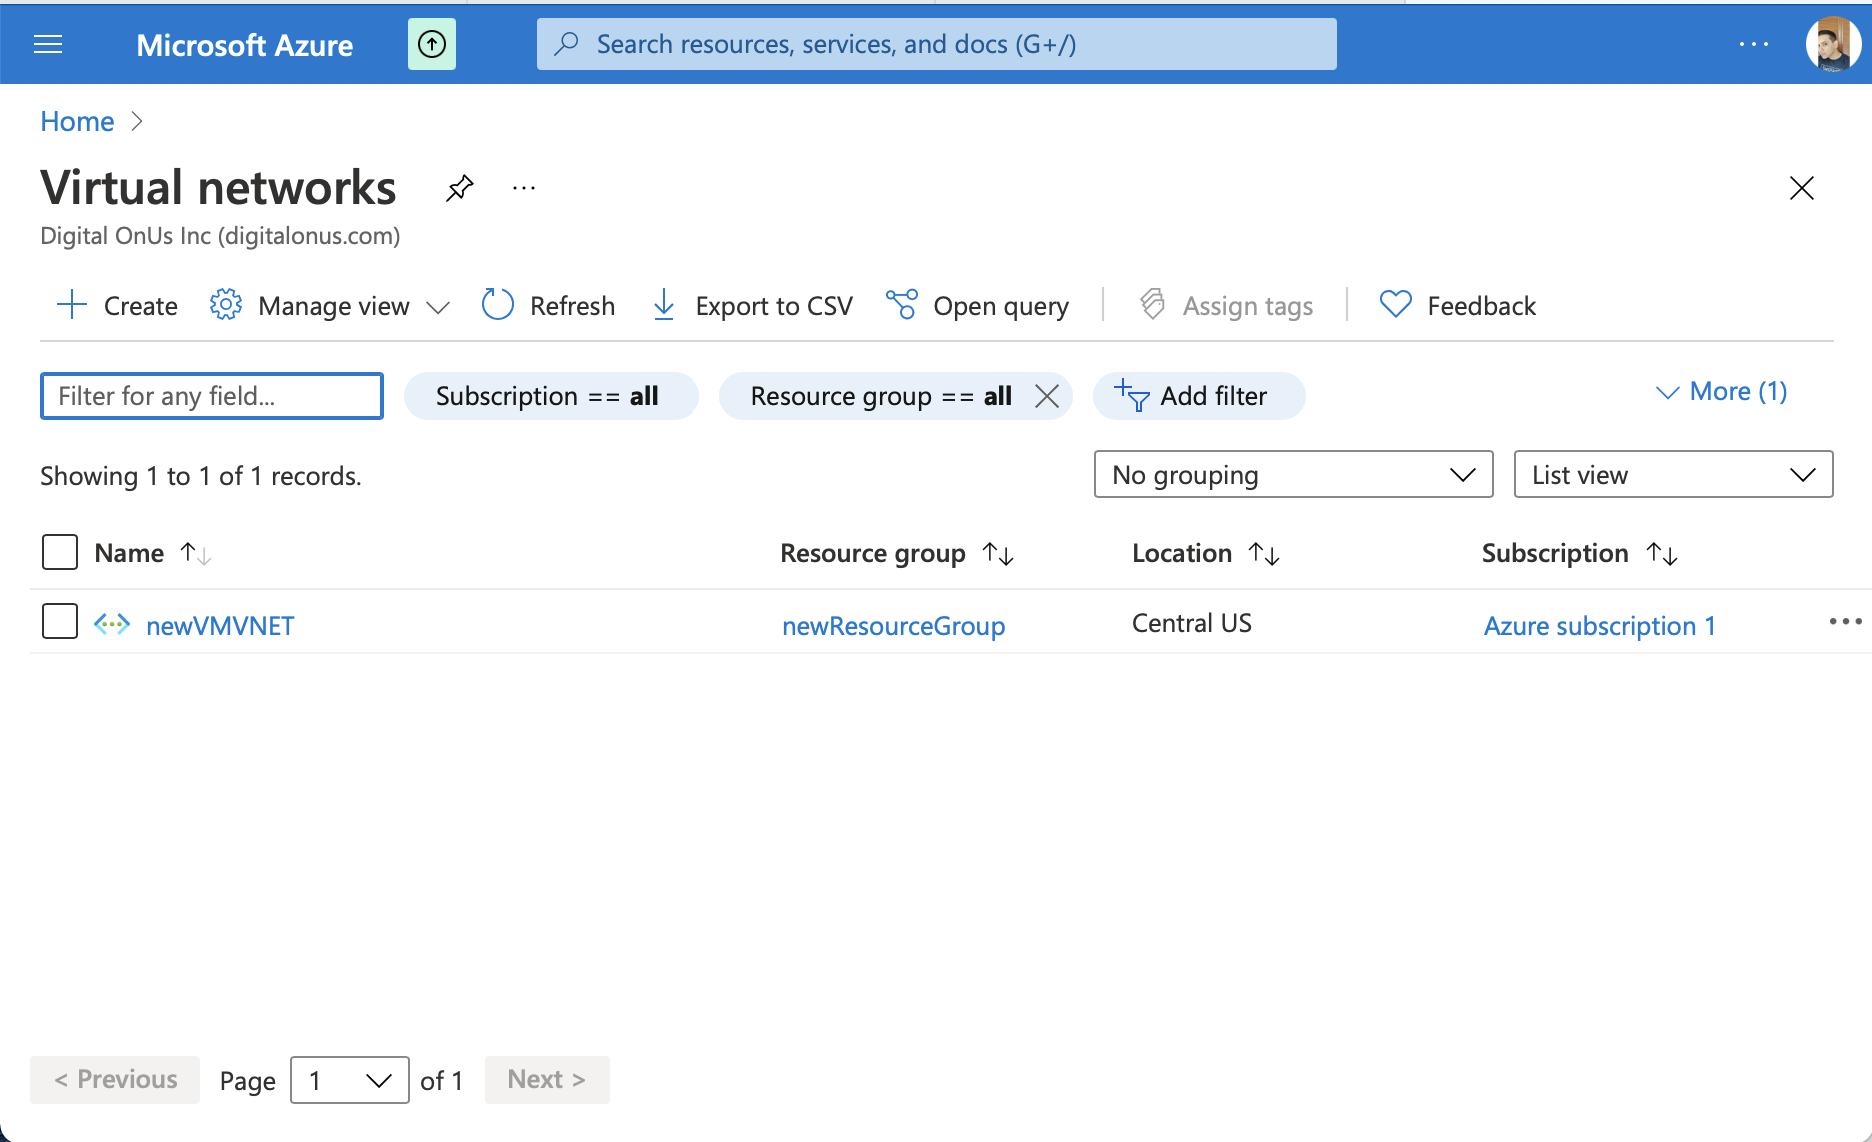 Microsoft Azure
Search resources, services, and docs (G+/)
Home
Virtual networks
Digital OnUs Inc (digitalonus.com)
Create Manage view Refresh Export to CSV Open query Assign tags Feedback
Filter for any field... Subscription == all Resource group == all Add filter More (1)
Showing 1 to 1 of 1 records. No grouping List view
Name Resource group Location Subscription
newVMVNET newResourceGroup Central US Azure subscription 1
< Previous Page 1 of 1 Next >